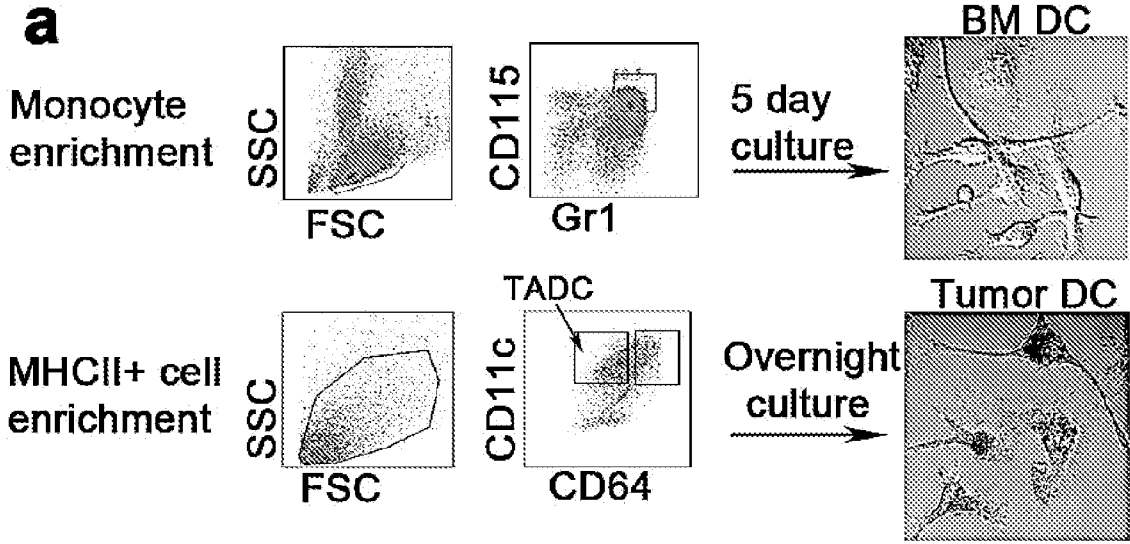 a
BM DC
Monocyte
enrichment
SSC
FSC
CD115
Gr1
5 day
culture
TADC
Tumor DC
MHCII+ cell
enrichment
SSC
FSC
CD11c
CD64
Overnight
culture